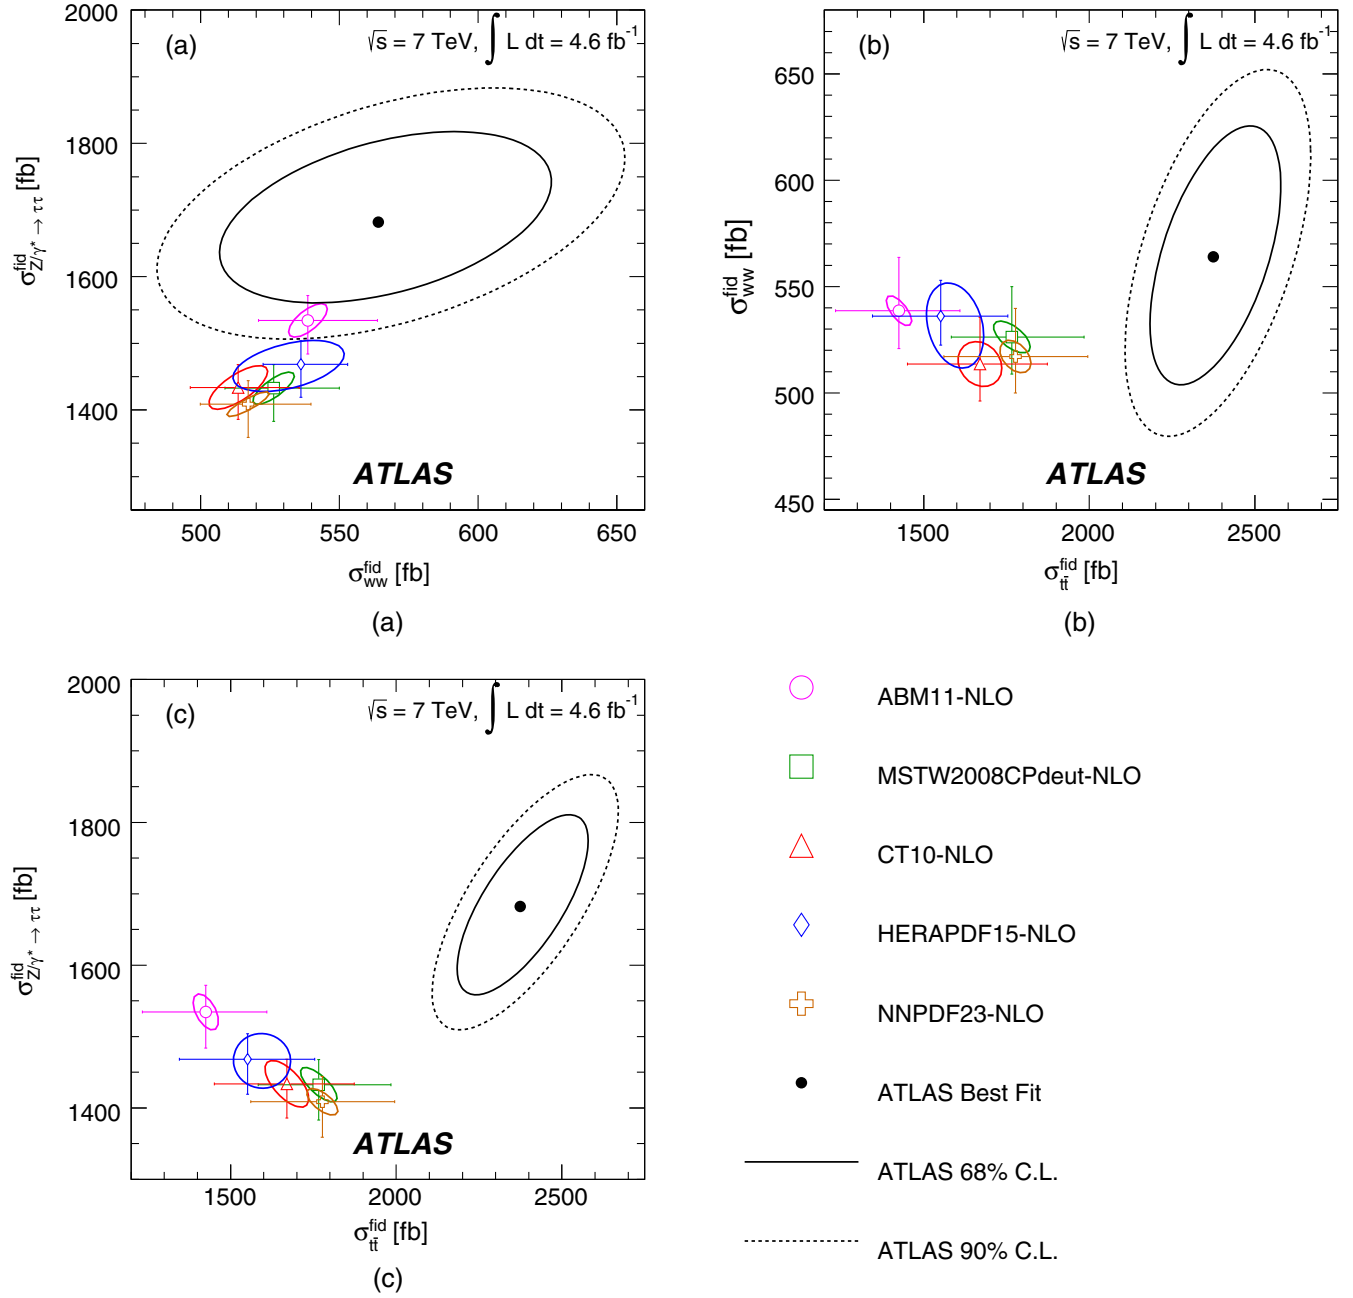 2000
(a)
√s = 7 TeV, ∫ L dt = 4.6 fb⁻¹
1800
1600
1400
σ^fid_Z/γ* → ττ [fb]
ATLAS
500 550 600 650
σ^fid_WW [fb]
(a)
(b)
√s = 7 TeV, ∫ L dt = 4.6 fb⁻¹
650
600
550
500
450
σ^fid_WW [fb]
ATLAS
1500 2000 2500
σ^fid_tt̄ [fb]
(b)
2000
(c)
√s = 7 TeV, ∫ L dt = 4.6 fb⁻¹
1800
1600
1400
σ^fid_Z/γ* → ττ [fb]
ATLAS
1500 2000 2500
σ^fid_tt̄ [fb]
(c)
ABM11-NLO
MSTW2008CPdeut-NLO
CT10-NLO
HERAPDF15-NLO
NNPDF23-NLO
ATLAS Best Fit
ATLAS 68% C.L.
ATLAS 90% C.L.